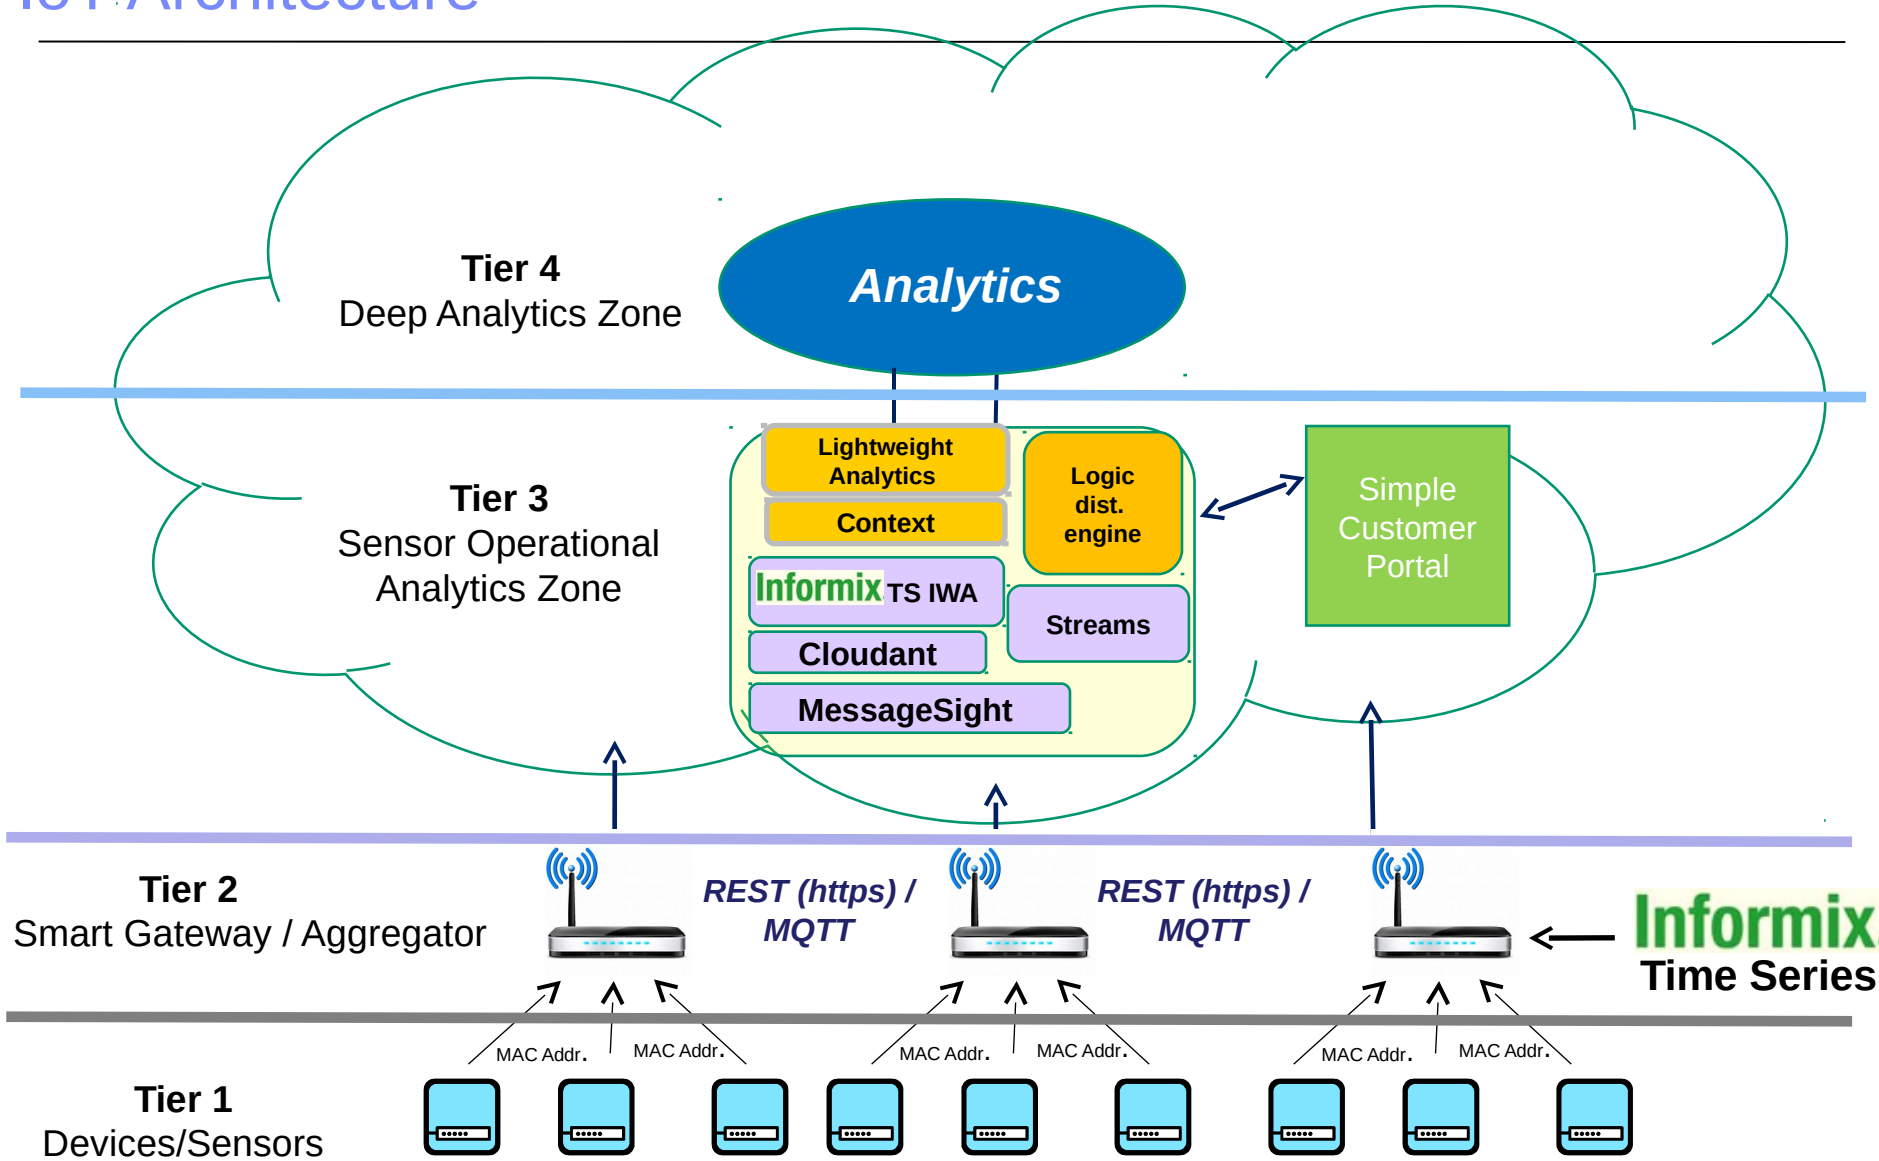 IoT Architecture
Tier 4
Deep Analytics Zone
Analytics
Tier 3
Sensor Operational
Analytics Zone
Lightweight
Analytics
Context
Logic
dist.
engine
Informix TS IWA
Streams
Cloudant
MessageSight
Simple
Customer
Portal
Tier 2
Smart Gateway / Aggregator
REST (https) /
MQTT
REST (https) /
MQTT
Informix
Time Series
MAC Addr.
MAC Addr.
MAC Addr.
MAC Addr.
MAC Addr.
MAC Addr.
Tier 1
Devices/Sensors